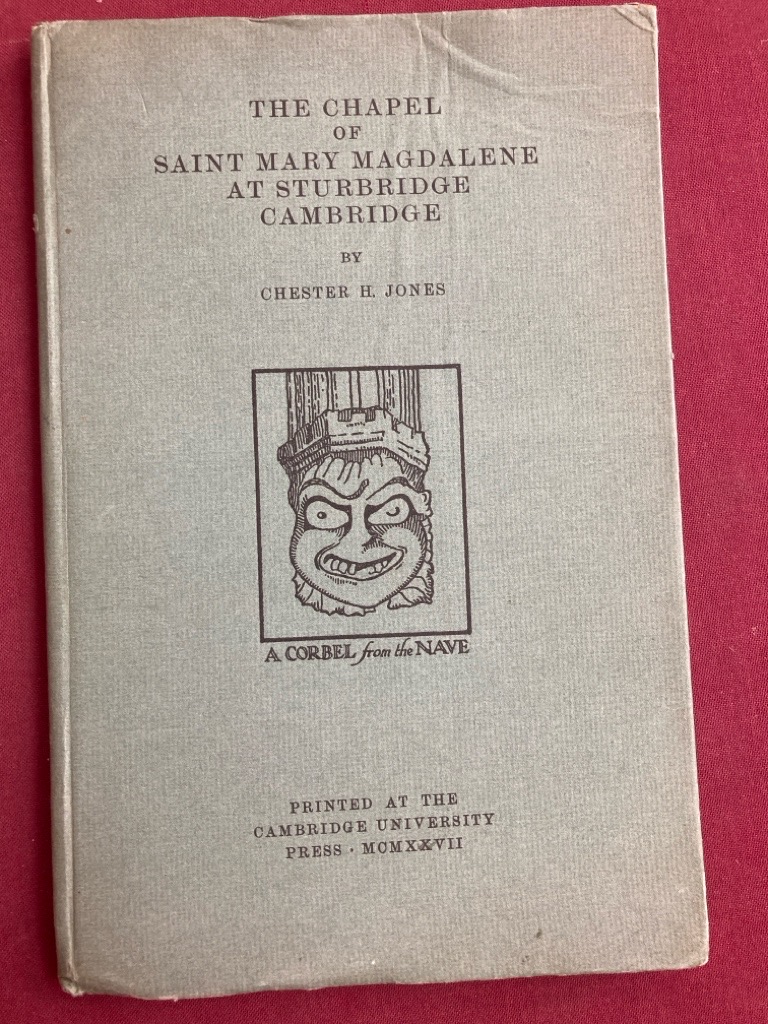 THE CHAPEL
OF
SAINT MARY MAGDALENE
AT STURBRIDGE
CAMBRIDGE
BY
CHESTER H. JONES
A CORBEL from the NAVE
PRINTED AT THE
CAMBRIDGE UNIVERSITY
PRESS · MCMXXVII